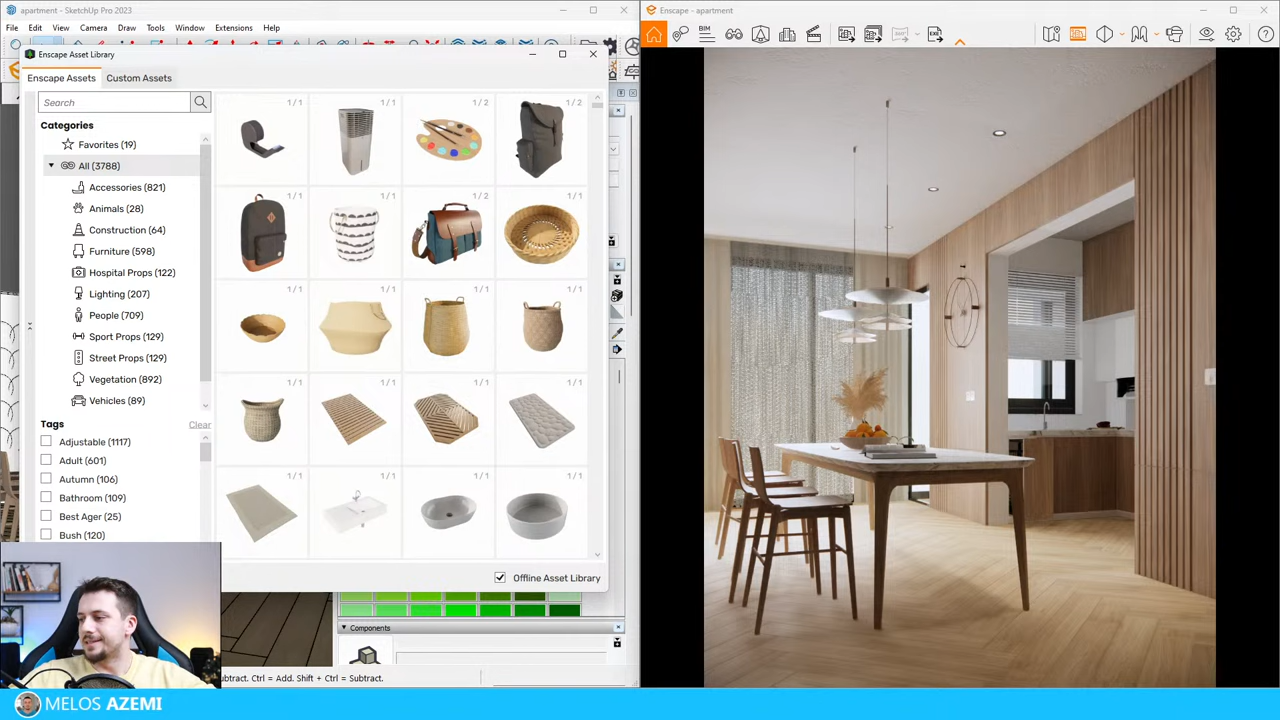 apartment - SketchUp Pro 2023
Enscape - apartment
File Edit View Camera Draw Tools Window Extensions Help
BIM
Enscape Asset Library
Enscape Assets Custom Assets
Search
Categories
Favorites (19)
All (3788)
Accessories (821)
Animals (28)
Construction (64)
Furniture (598)
Hospital Props (122)
Lighting (207)
People (709)
Sport Props (129)
Street Props (129)
Vegetation (892)
Vehicles (89)
Tags Clear
Adjustable (1117)
Adult (601)
Autumn (106)
Bathroom (109)
Best Ager (25)
Bush (120)
1/1 1/1 1/2 1/2
1/1 1/1 1/2 1/1
1/1 1/1 1/1 1/1
1/1 1/1 1/1 1/1
1/1 1/1 1/1 1/1
Offline Asset Library
Components
ubtract. Ctrl = Add. Shift + Ctrl = Subtract.
MELOS AZEMI